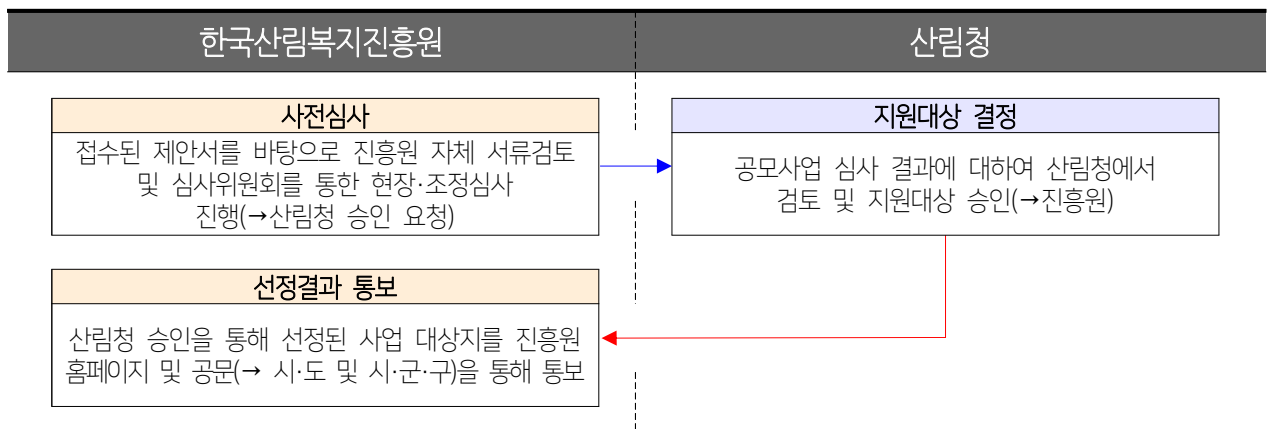 한국산림복지진흥원
산림청
사전심사
접수된 제안서를 바탕으로 진흥원 자체 서류검토
및 심사위원회를 통한 현장·조정심사
진행(→산림청 승인 요청)
지원대상 결정
공모사업 심사 결과에 대하여 산림청에서
검토 및 지원대상 승인(→진흥원)
선정결과 통보
산림청 승인을 통해 선정된 사업 대상지를 진흥원
홈페이지 및 공문(→ 시·도 및 시·군·구)을 통해 통보